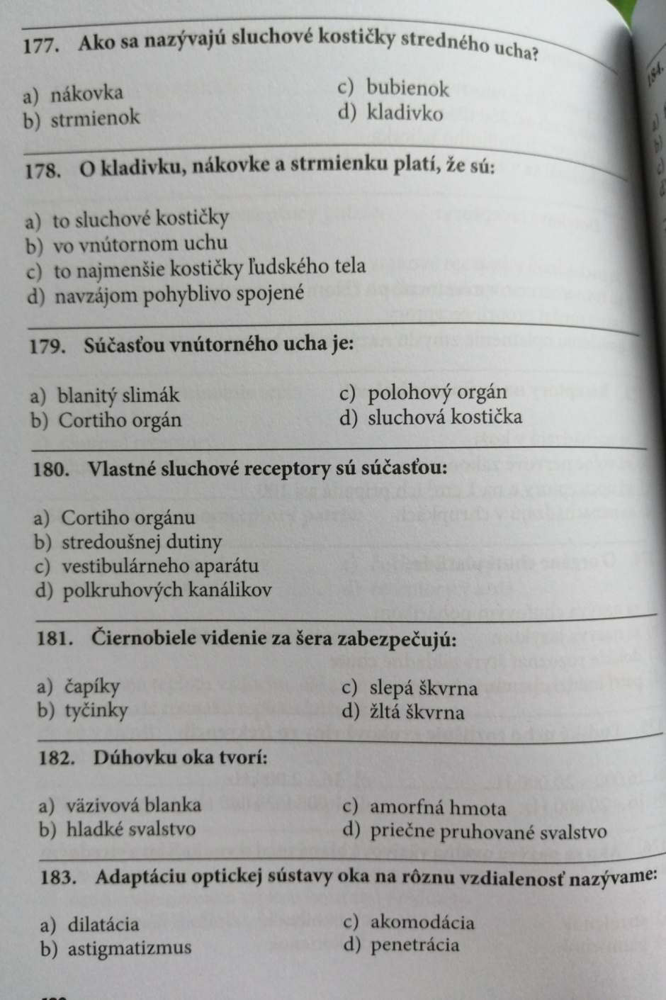 177. Ako sa nazývajú sluchové kostičky stredného ucha?
a) nákovka
b) strmienok
c) bubienok
d) kladivko
178. O kladivku, nákovke a strmienku platí, že sú:
a) to sluchové kostičky
b) vo vnútornom uchu
c) to najmenšie kostičky ľudského tela
d) navzájom pohyblivo spojené
179. Súčasťou vnútorného ucha je:
a) blanitý slimák
b) Cortiho orgán
c) polohový orgán
d) sluchová kostička
180. Vlastné sluchové receptory sú súčasťou:
a) Cortiho orgánu
b) stredoušnej dutiny
c) vestibulárneho aparátu
d) polkruhových kanálikov
181. Čiernobiele videnie za šera zabezpečujú:
a) čapíky
b) tyčinky
c) slepá škvrna
d) žltá škvrna
182. Dúhovku oka tvorí:
a) väzivová blanka
b) hladké svalstvo
c) amorfná hmota
d) priečne pruhované svalstvo
183. Adaptáciu optickej sústavy oka na rôznu vzdialenosť nazývame:
a) dilatácia
b) astigmatizmus
c) akomodácia
d) penetrácia
184.
a)
b)
c)
d)